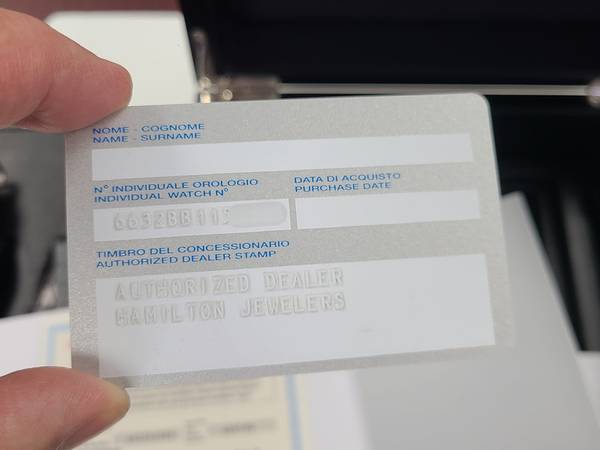 NOME - COGNOME
NAME - SURNAME
N° INDIVIDUALE OROLOGIO
INDIVIDUAL WATCH N°
DATA DI ACQUISTO
PURCHASE DATE
6632BB115
TIMBRO DEL CONCESSIONARIO
AUTHORIZED DEALER STAMP
AUTHORIZED DEALER
HAMILTON JEWELERS